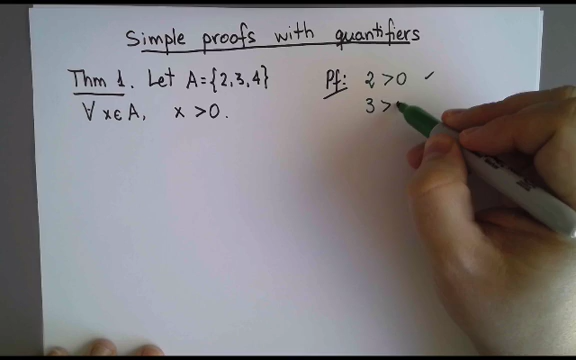 Simple proofs with quantifiers
Thm 1. Let A={2,3,4}
∀ x∈A, x >0.
Pf: 2 >0 ✓
3 >